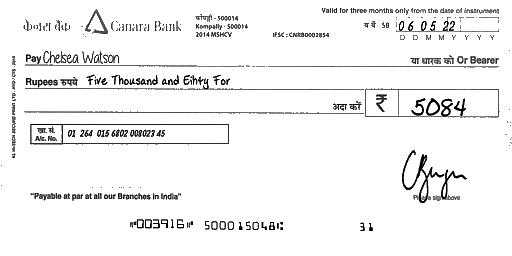 Valid for three months only from the date of instrument
केनरा बैंक Canara Bank
कोमपल्ली - 500014
Kompally - 500014
2014 MSHCV
IFSC : CNRB0002854
SB 06 05 22
D D M M Y Y Y Y
Pay Chelsea Watson या धारक को Or Bearer
Rupees रुपये Five Thousand and Eihty For
अदा करें ₹ 5084
खा. सं.
A/c. No. 01 264 015 6802 008023 45
Please sign above
"Payable at par at all our Branches in India"
⑈003916⑈ 500015048⑆ 31